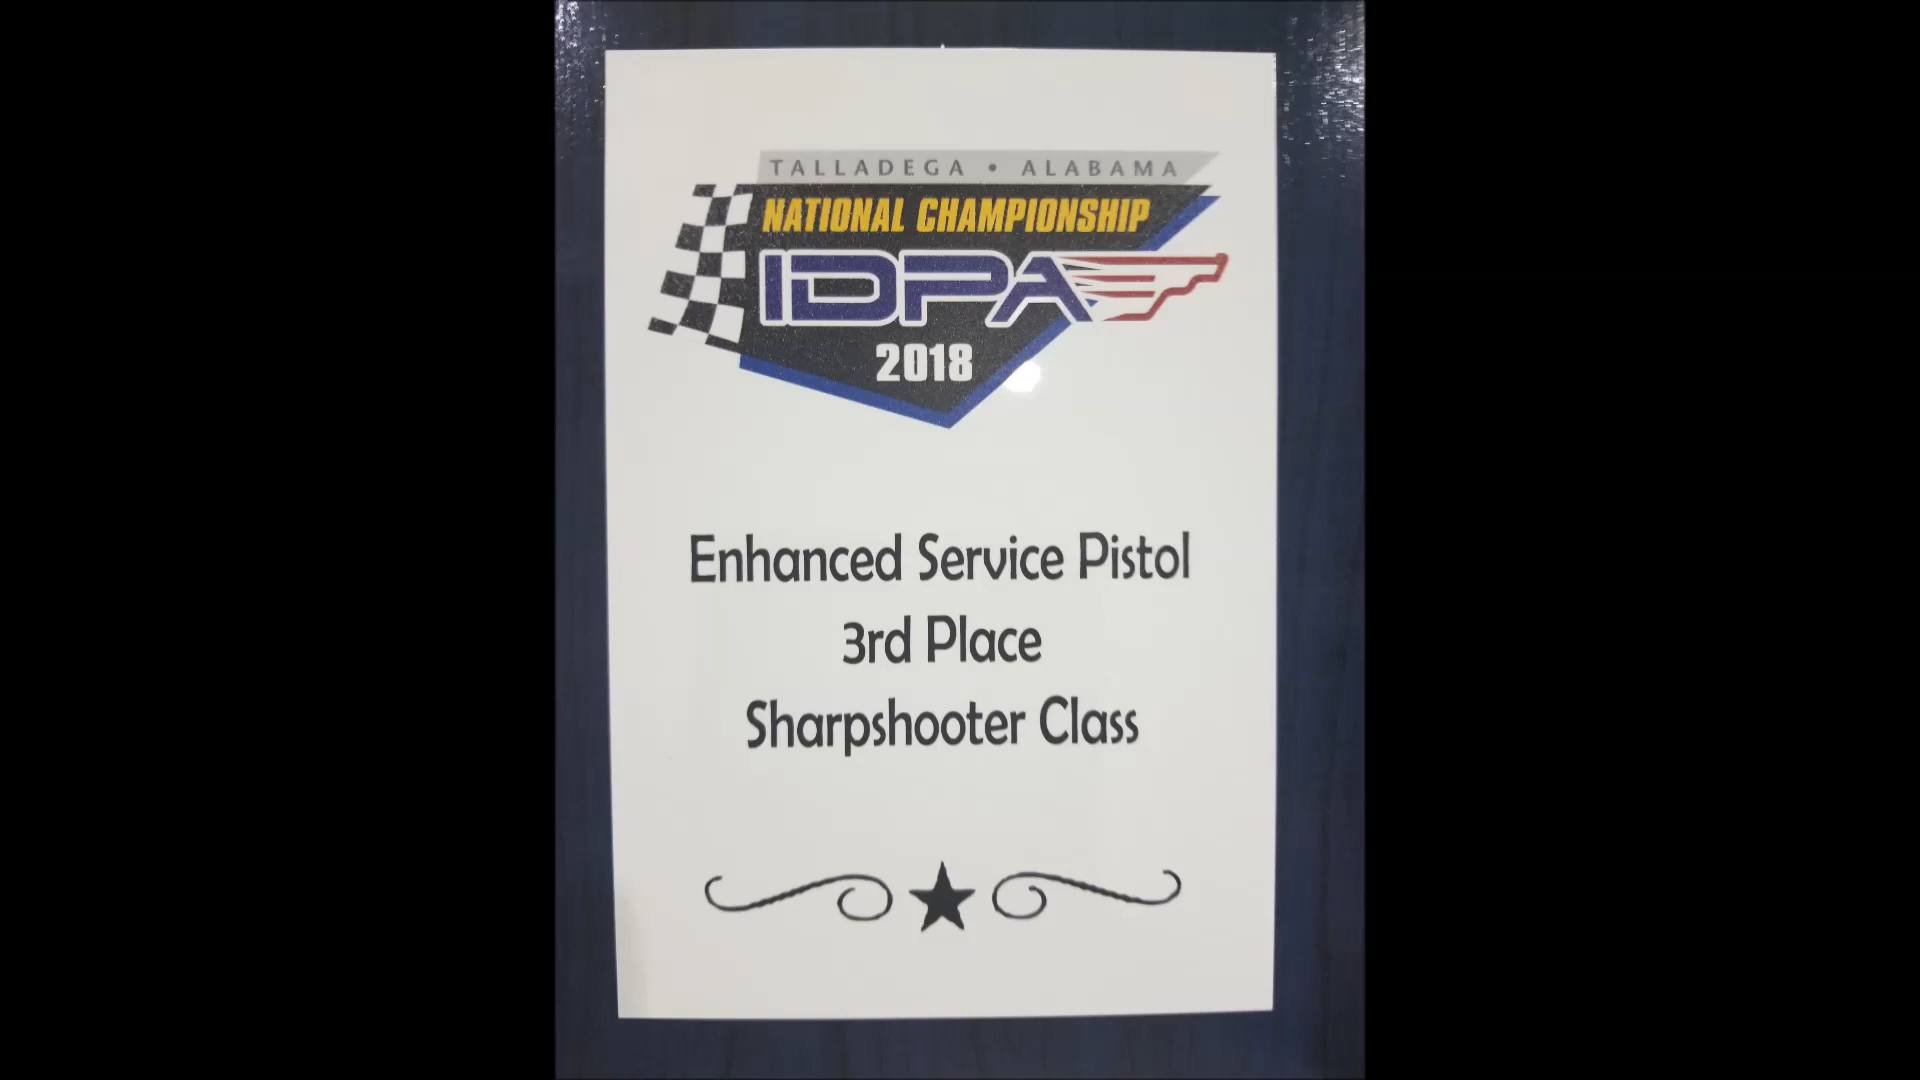 TALLADEGA • ALABAMA
NATIONAL CHAMPIONSHIP
IDPA
2018
Enhanced Service Pistol
3rd Place
Sharpshooter Class